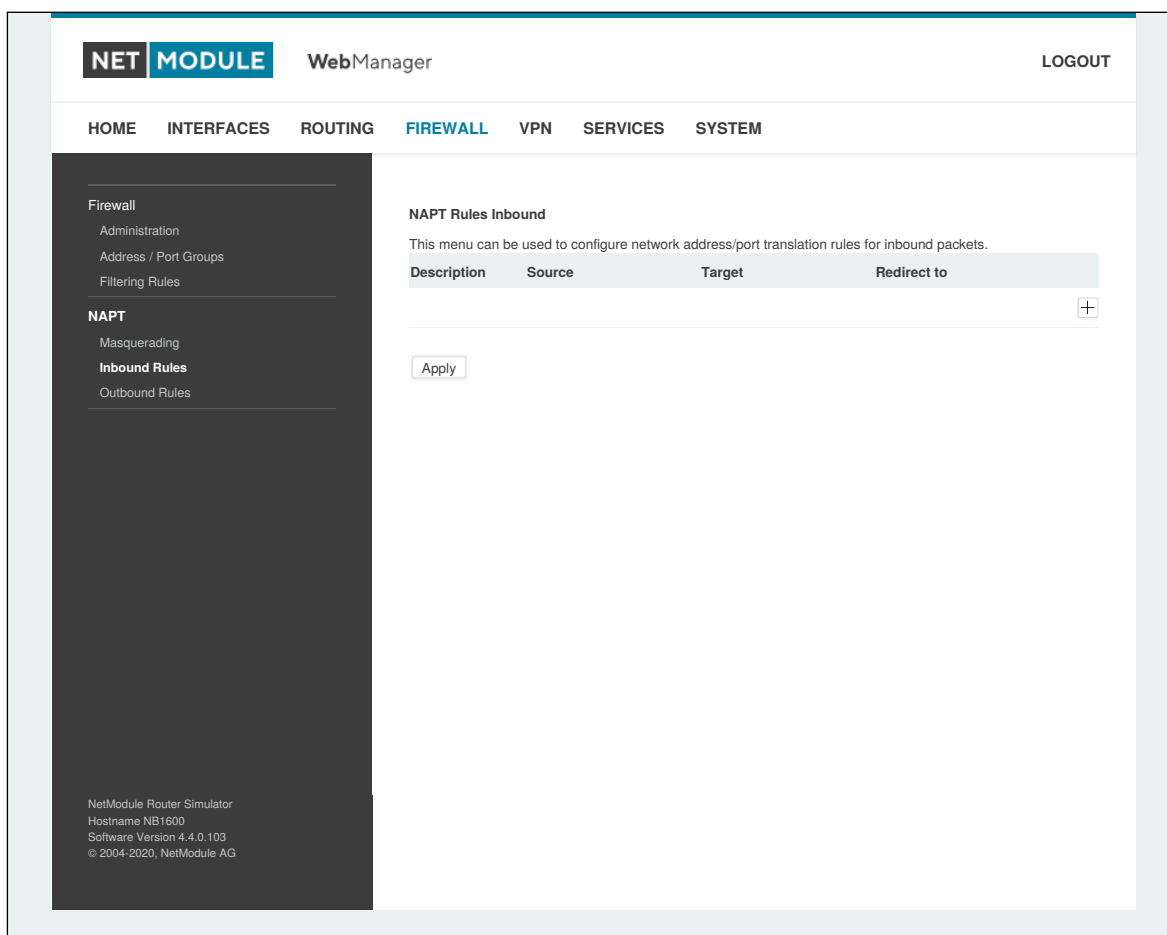 NET MODULE WebManager LOGOUT
HOME INTERFACES ROUTING FIREWALL VPN SERVICES SYSTEM
Firewall
Administration
Address / Port Groups
Filtering Rules
NAPT
Masquerading
Inbound Rules
Outbound Rules
NAPT Rules Inbound
This menu can be used to configure network address/port translation rules for inbound packets.
Description Source Target Redirect to
Apply
NetModule Router Simulator
Hostname NB1600
Software Version 4.4.0.103
© 2004-2020, NetModule AG